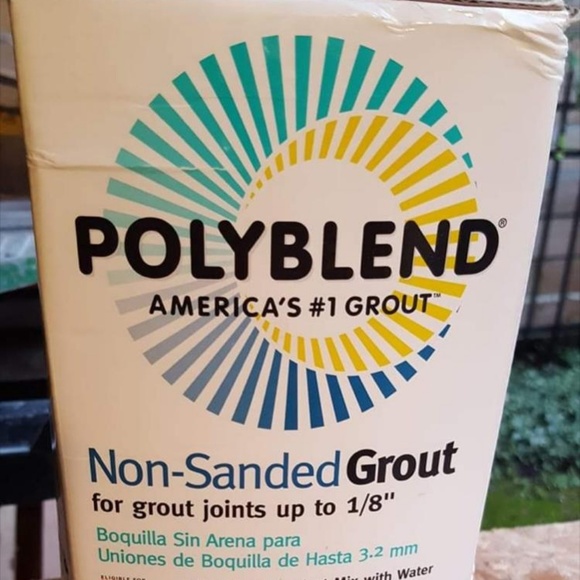 POLYBLEND®
AMERICA'S #1 GROUT™
Non-Sanded Grout
for grout joints up to 1/8"
Boquilla Sin Arena para
Uniones de Boquilla de Hasta 3.2 mm
Mix with Water